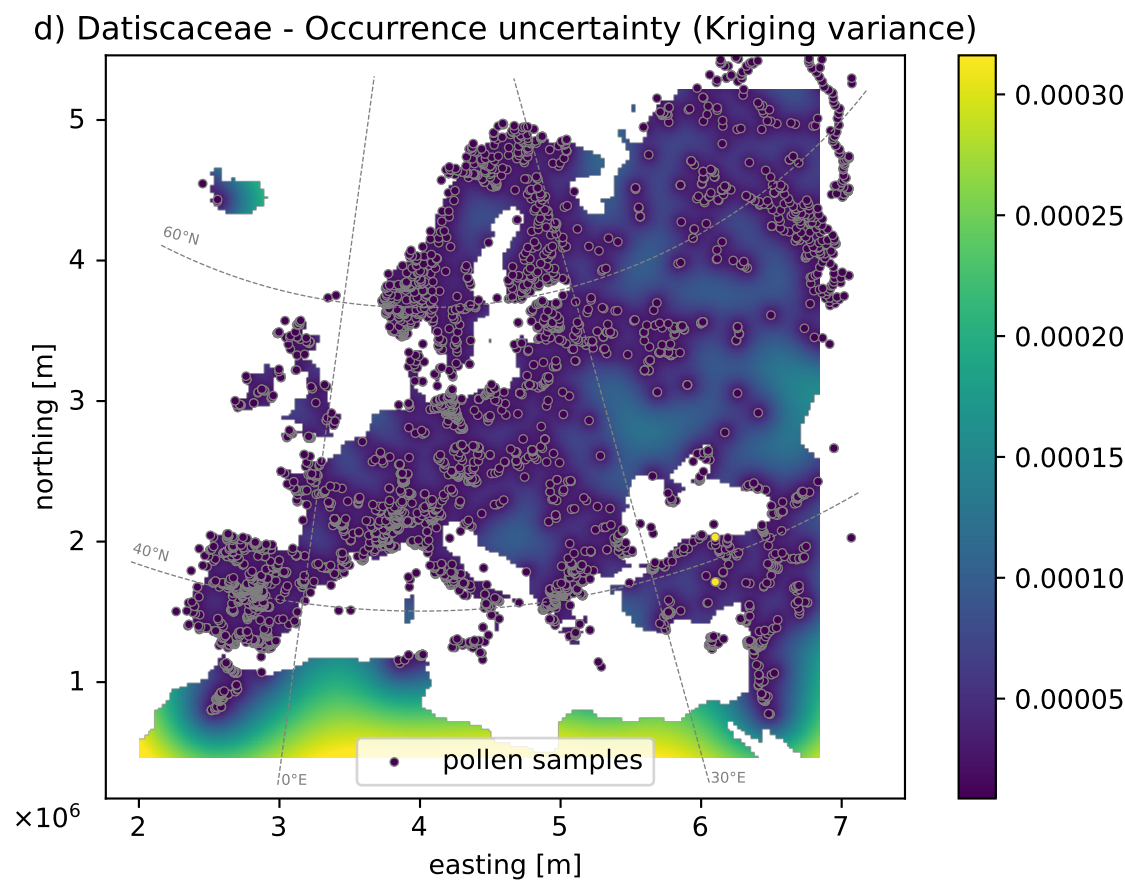 d) Datiscaceae - Occurrence uncertainty (Kriging variance)
northing [m]
5
4
3
2
1
60°N
40°N
0°E
30°E
pollen samples
×10⁶
2 3 4 5 6 7
easting [m]
0.00030
0.00025
0.00020
0.00015
0.00010
0.00005